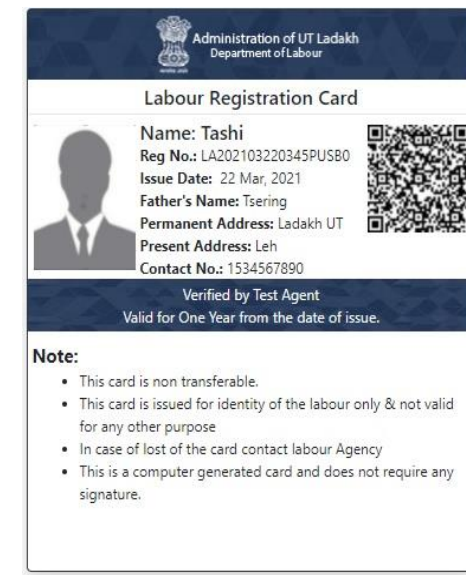 Administration of UT Ladakh
Department of Labour
Labour Registration Card
Name: Tashi
Reg No.: LA202103220345PUSB0
Issue Date: 22 Mar, 2021
Father's Name: Tsering
Permanent Address: Ladakh UT
Present Address: Leh
Contact No.: 1534567890
Verified by Test Agent
Valid for One Year from the date of issue.
Note:
• This card is non transferable.
• This card is issued for identity of the labour only & not valid
for any other purpose
• In case of lost of the card contact labour Agency
• This is a computer generated card and does not require any
signature.